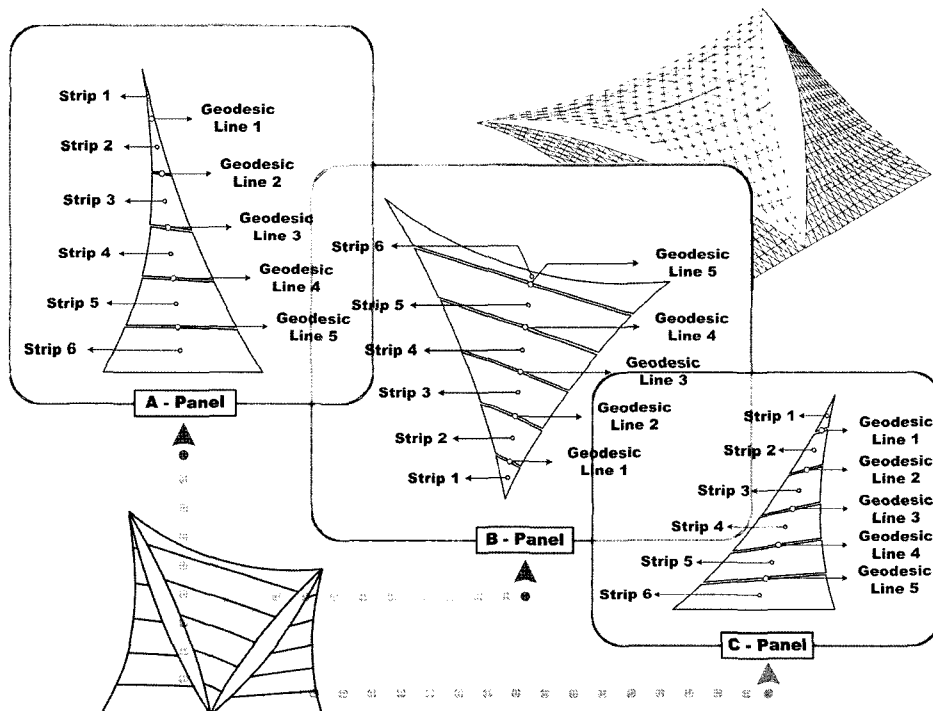 Strip 1
Geodesic
Line 1
Strip 2
Geodesic
Line 2
Strip 3
Geodesic
Line 3
Strip 4
Geodesic
Line 4
Strip 5
Geodesic
Line 5
Strip 6
A - Panel
Strip 6
Geodesic
Line 5
Strip 5
Geodesic
Line 4
Strip 4
Geodesic
Line 3
Strip 3
Geodesic
Line 2
Strip 2
Geodesic
Line 1
Strip 1
B - Panel
Strip 1
Geodesic
Line 1
Strip 2
Geodesic
Line 2
Strip 3
Geodesic
Line 3
Strip 4
Geodesic
Line 4
Strip 5
Geodesic
Line 5
Strip 6
C - Panel